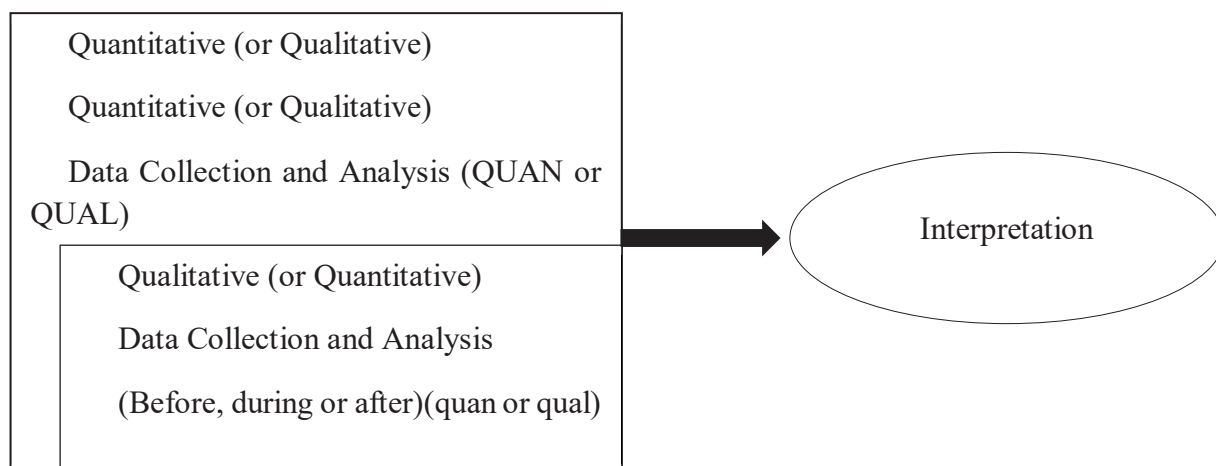 Quantitative (or Qualitative)
Quantitative (or Qualitative)
Data Collection and Analysis (QUAN or
QUAL)
Qualitative (or Quantitative)
Data Collection and Analysis
(Before, during or after)(quan or qual)
Interpretation